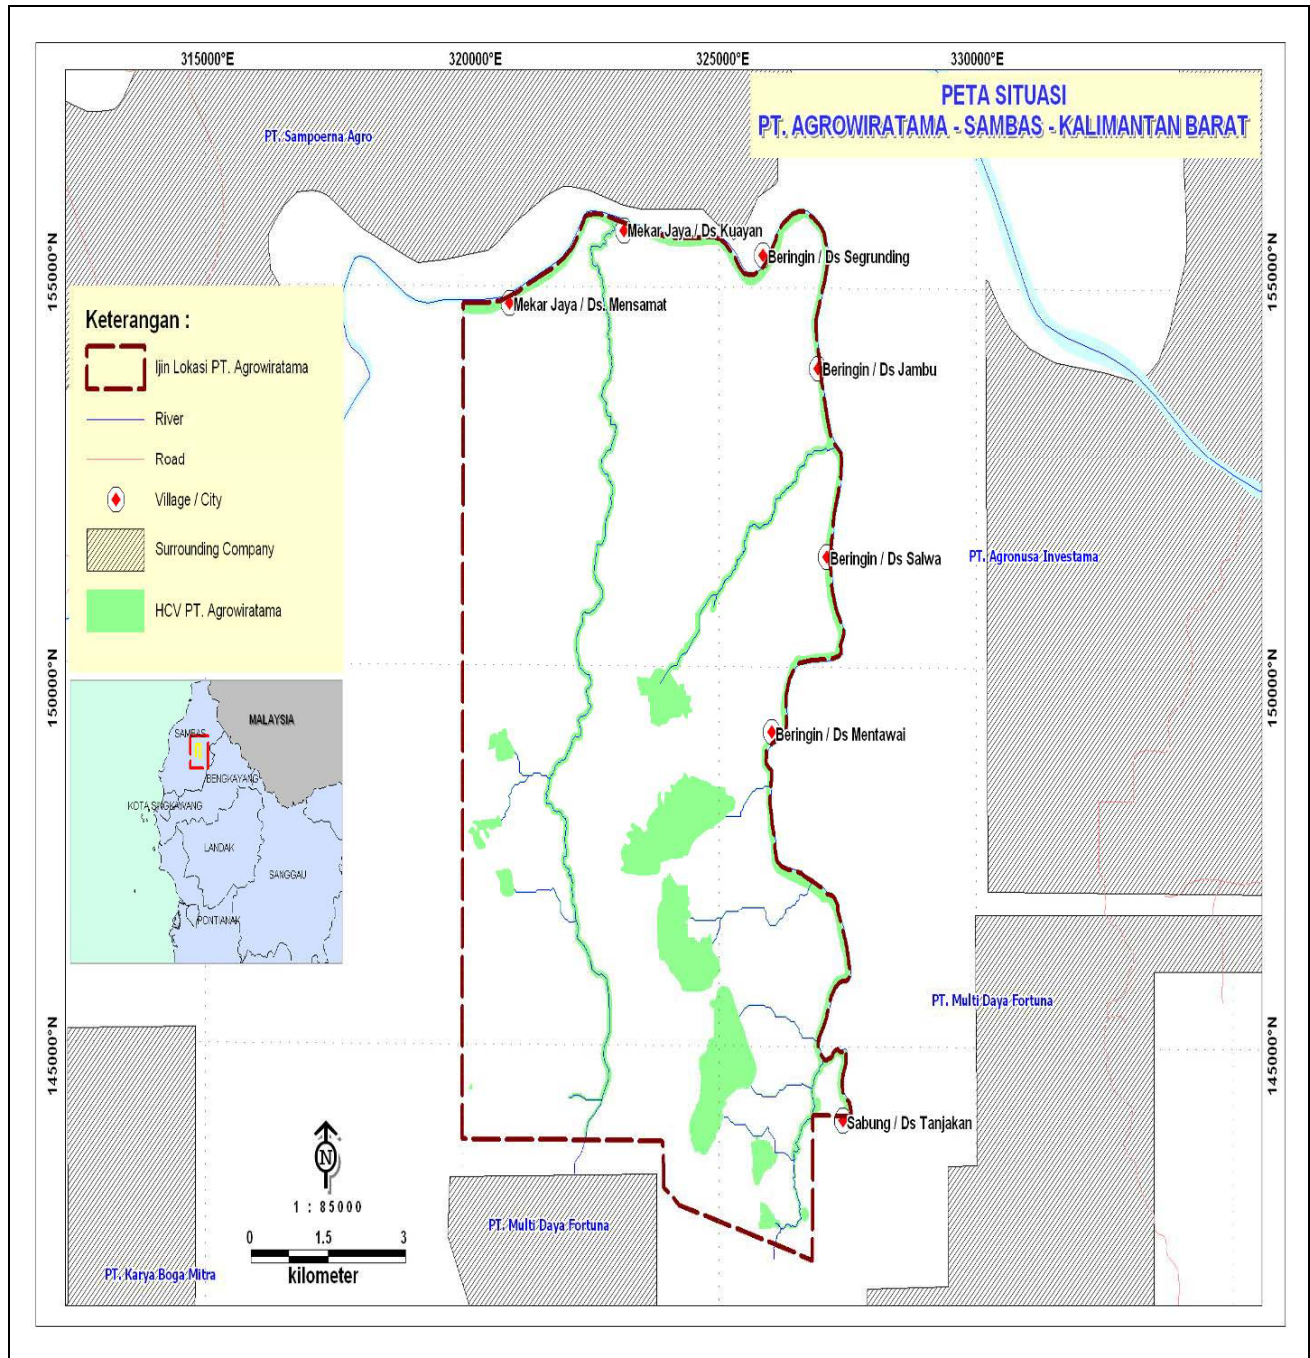 315000°E
320000°E
325000°E
330000°E
PETA SITUASI
PT. AGROWIRATAMA - SAMBAS - KALIMANTAN BARAT
PT. Sampoerna Agro
Mekar Jaya / Ds Kuayan
Beringin / Ds Segrunding
155000°N
155000°N
Mekar Jaya / Ds. Mensamat
Keterangan :
Ijin Lokasi PT. Agrowiratama
River
Road
Village / City
Surrounding Company
HCV PT. Agrowiratama
Beringin / Ds Jambu
Beringin / Ds Salwa
PT. Agronusa Investama
150000°N
150000°N
Beringin / Ds Mentawai
MALAYSIA
SAMBAS
BENGKAYANG
KOTA SINGKAWANG
LANDAK
SANGGAU
PONTIANAK
PT. Multi Daya Fortuna
145000°N
145000°N
Sabung / Ds Tanjakan
N
1 : 85000
0 1.5 3
kilometer
PT. Multi Daya Fortuna
PT. Karya Boga Mitra